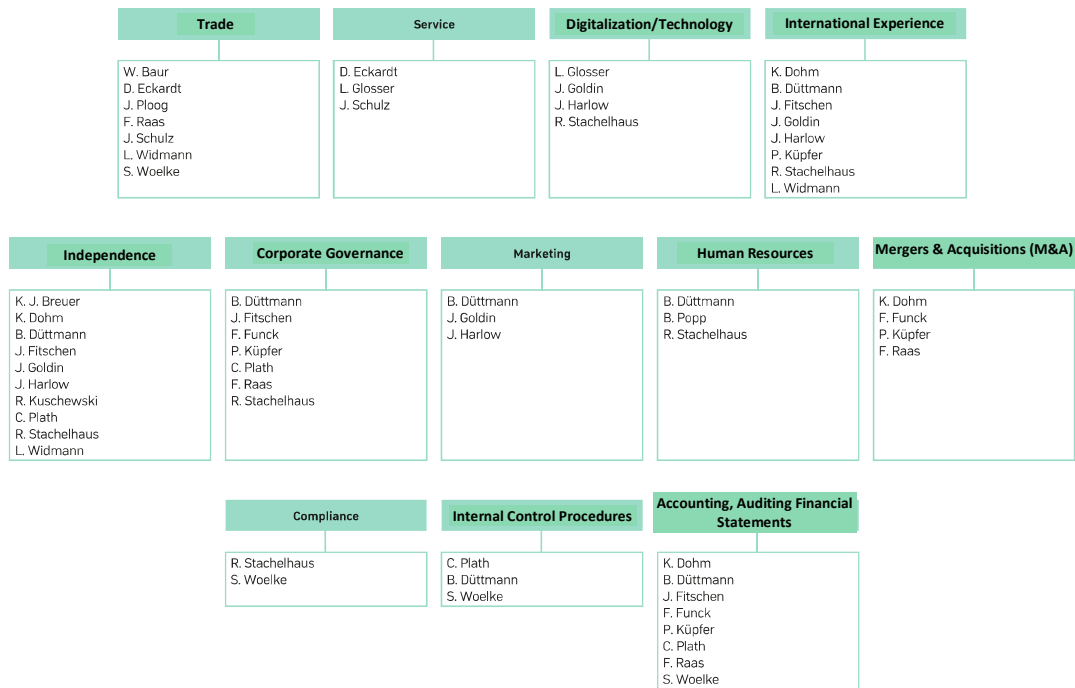 Trade
W. Baur
D. Eckardt
J. Ploog
F. Raas
J. Schulz
L. Widmann
S. Woelke
Service
D. Eckardt
L. Glosser
J. Schulz
Digitalization/Technology
L. Glosser
J. Goldin
J. Harlow
R. Stachelhaus
International Experience
K. Dohm
B. Düttmann
J. Fitschen
J. Goldin
J. Harlow
P. Küpfer
R. Stachelhaus
L. Widmann
Independence
K. J. Breuer
K. Dohm
B. Düttmann
J. Fitschen
J. Goldin
J. Harlow
R. Kuschewski
C. Plath
R. Stachelhaus
L. Widmann
Corporate Governance
B. Düttmann
J. Fitschen
F. Funck
P. Küpfer
C. Plath
F. Raas
R. Stachelhaus
Marketing
B. Düttmann
J. Goldin
J. Harlow
Human Resources
B. Düttmann
B. Popp
R. Stachelhaus
Mergers & Acquisitions (M&A)
K. Dohm
F. Funck
P. Küpfer
F. Raas
Compliance
R. Stachelhaus
S. Woelke
Internal Control Procedures
C. Plath
B. Düttmann
S. Woelke
Accounting, Auditing Financial
Statements
K. Dohm
B. Düttmann
J. Fitschen
F. Funck
P. Küpfer
C. Plath
F. Raas
S. Woelke